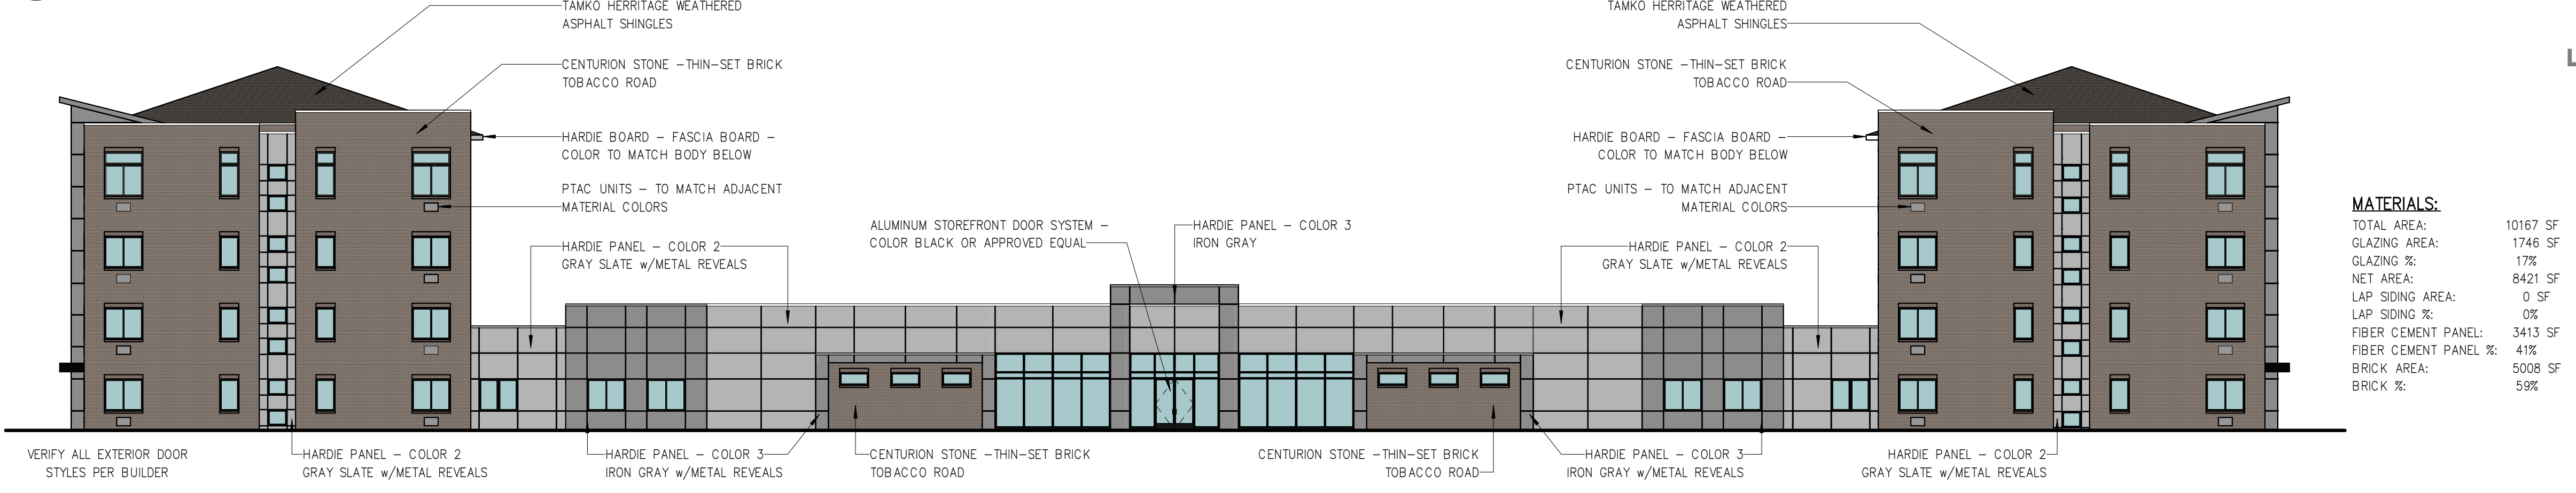 TAMKO HERRITAGE WEATHERED
ASPHALT SHINGLES
CENTURION STONE -THIN-SET BRICK
TOBACCO ROAD
HARDIE BOARD - FASCIA BOARD -
COLOR TO MATCH BODY BELOW
PTAC UNITS - TO MATCH ADJACENT
MATERIAL COLORS
HARDIE PANEL - COLOR 2
GRAY SLATE w/METAL REVEALS
ALUMINUM STOREFRONT DOOR SYSTEM -
COLOR BLACK OR APPROVED EQUAL
HARDIE PANEL - COLOR 3
IRON GRAY
TAMKO HERRITAGE WEATHERED
ASPHALT SHINGLES
CENTURION STONE -THIN-SET BRICK
TOBACCO ROAD
HARDIE BOARD - FASCIA BOARD -
COLOR TO MATCH BODY BELOW
PTAC UNITS - TO MATCH ADJACENT
MATERIAL COLORS
HARDIE PANEL - COLOR 2
GRAY SLATE w/METAL REVEALS
MATERIALS:
TOTAL AREA: 10167 SF
GLAZING AREA: 1746 SF
GLAZING %: 17%
NET AREA: 8421 SF
LAP SIDING AREA: 0 SF
LAP SIDING %: 0%
FIBER CEMENT PANEL: 3413 SF
FIBER CEMENT PANEL %: 41%
BRICK AREA: 5008 SF
BRICK %: 59%
VERIFY ALL EXTERIOR DOOR
STYLES PER BUILDER
HARDIE PANEL - COLOR 2
GRAY SLATE w/METAL REVEALS
HARDIE PANEL - COLOR 3
IRON GRAY w/METAL REVEALS
CENTURION STONE -THIN-SET BRICK
TOBACCO ROAD
CENTURION STONE -THIN-SET BRICK
TOBACCO ROAD
HARDIE PANEL - COLOR 3
IRON GRAY w/METAL REVEALS
HARDIE PANEL - COLOR 2
GRAY SLATE w/METAL REVEALS